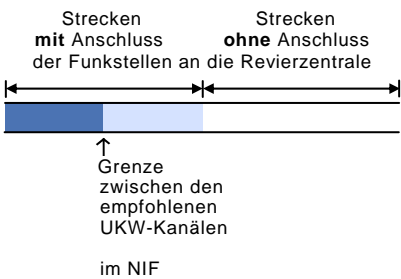 Strecken Strecken
mit Anschluss ohne Anschluss
der Funkstellen an die Revierzentrale
Grenze
zwischen den
empfohlenen
UKW-Kanälen
im NIF